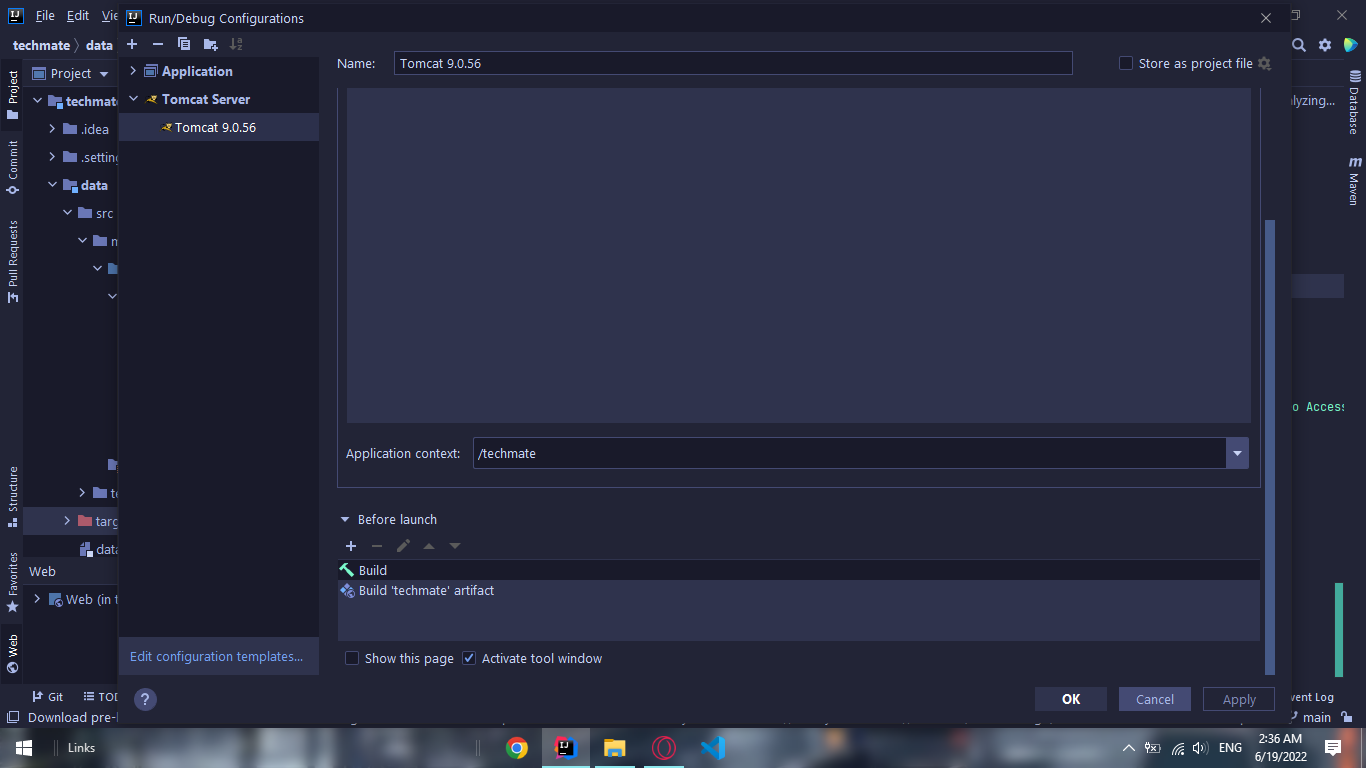 IJ File Edit Vie
IJ Run/Debug Configurations
techmate data
Name: Tomcat 9.0.56
Store as project file
Application
Tomcat Server
Tomcat 9.0.56
Project
Commit
Pull Requests
Structure
Favorites
Web
Project
techmate
.idea
.setting
data
src
targ
data
Web
Web (in t
lyzing...
Database
m
Maven
o Access
Application context: /techmate
Before launch
Build
Build 'techmate' artifact
Show this page
Activate tool window
Edit configuration templates...
?
OK
Cancel
Apply
Git
TOD
vent Log
Download pre-
main
Links
IJ
ENG
2:36 AM
6/19/2022